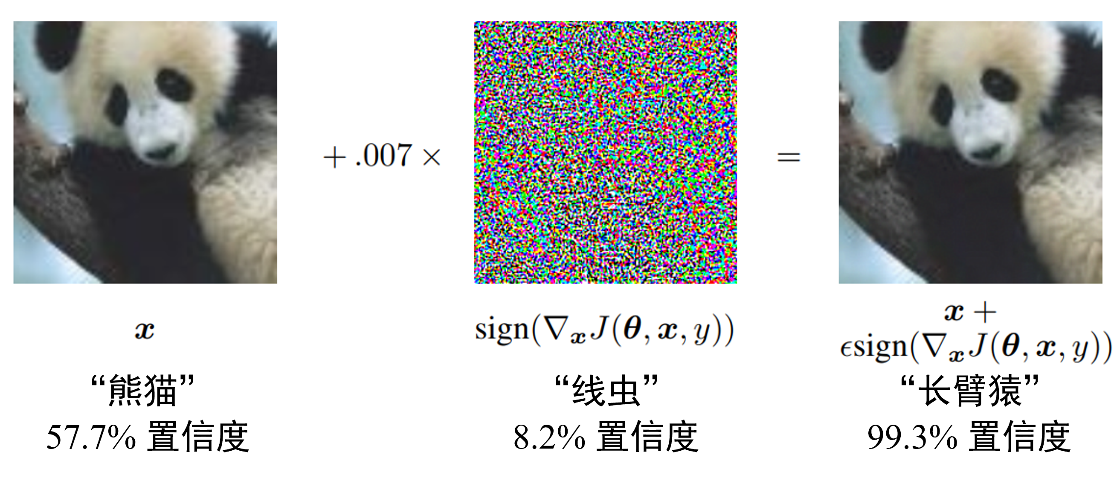 + .007 ×
=
x
sign(∇ₓJ(θ, x, y))
x +
ϵsign(∇ₓJ(θ, x, y))
“熊猫”
“线虫”
“长臂猿”
57.7% 置信度
8.2% 置信度
99.3% 置信度